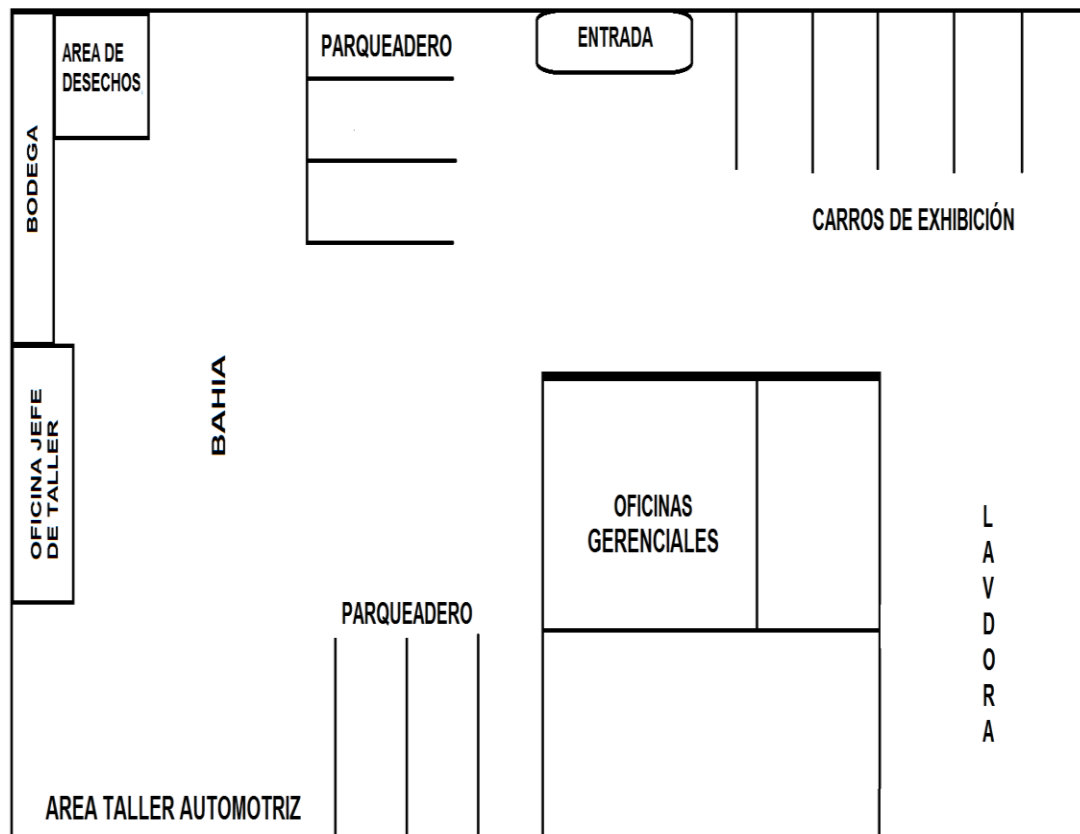 AREA DE
DESECHOS
PARQUEADERO
ENTRADA
BODEGA
CARROS DE EXHIBICIÓN
BAHIA
OFICINA JEFE
DE TALLER
OFICINAS
GERENCIALES
LAVDORA
PARQUEADERO
AREA TALLER AUTOMOTRIZ